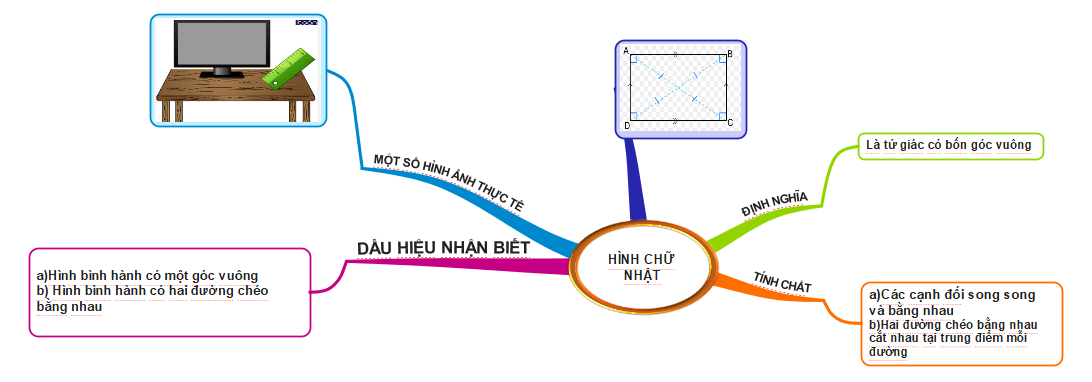 A
B
D
C
Là tứ giác có bốn góc vuông
MỘT SỐ HÌNH ẢNH THỰC TẾ
ĐỊNH NGHĨA
DẤU HIỆU NHẬN BIẾT
HÌNH CHỮ
NHẬT
TÍNH CHẤT
a)Hình bình hành có một góc vuông
b) Hình bình hành có hai đường chéo
bằng nhau
a)Các cạnh đối song song
và bằng nhau
b)Hai đường chéo bằng nhau
cắt nhau tại trung điểm mỗi
đường